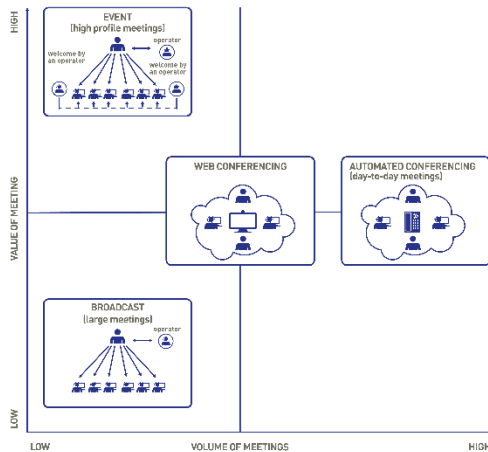 HIGH
EVENT
(high profile meetings)
operator
welcome by
an operator
welcome by
an operator
WEB CONFERENCING
AUTOMATED CONFERENCING
(day-to-day meetings)
VALUE OF MEETING
BROADCAST
(large meetings)
operator
LOW
LOW
VOLUME OF MEETINGS
HIGH